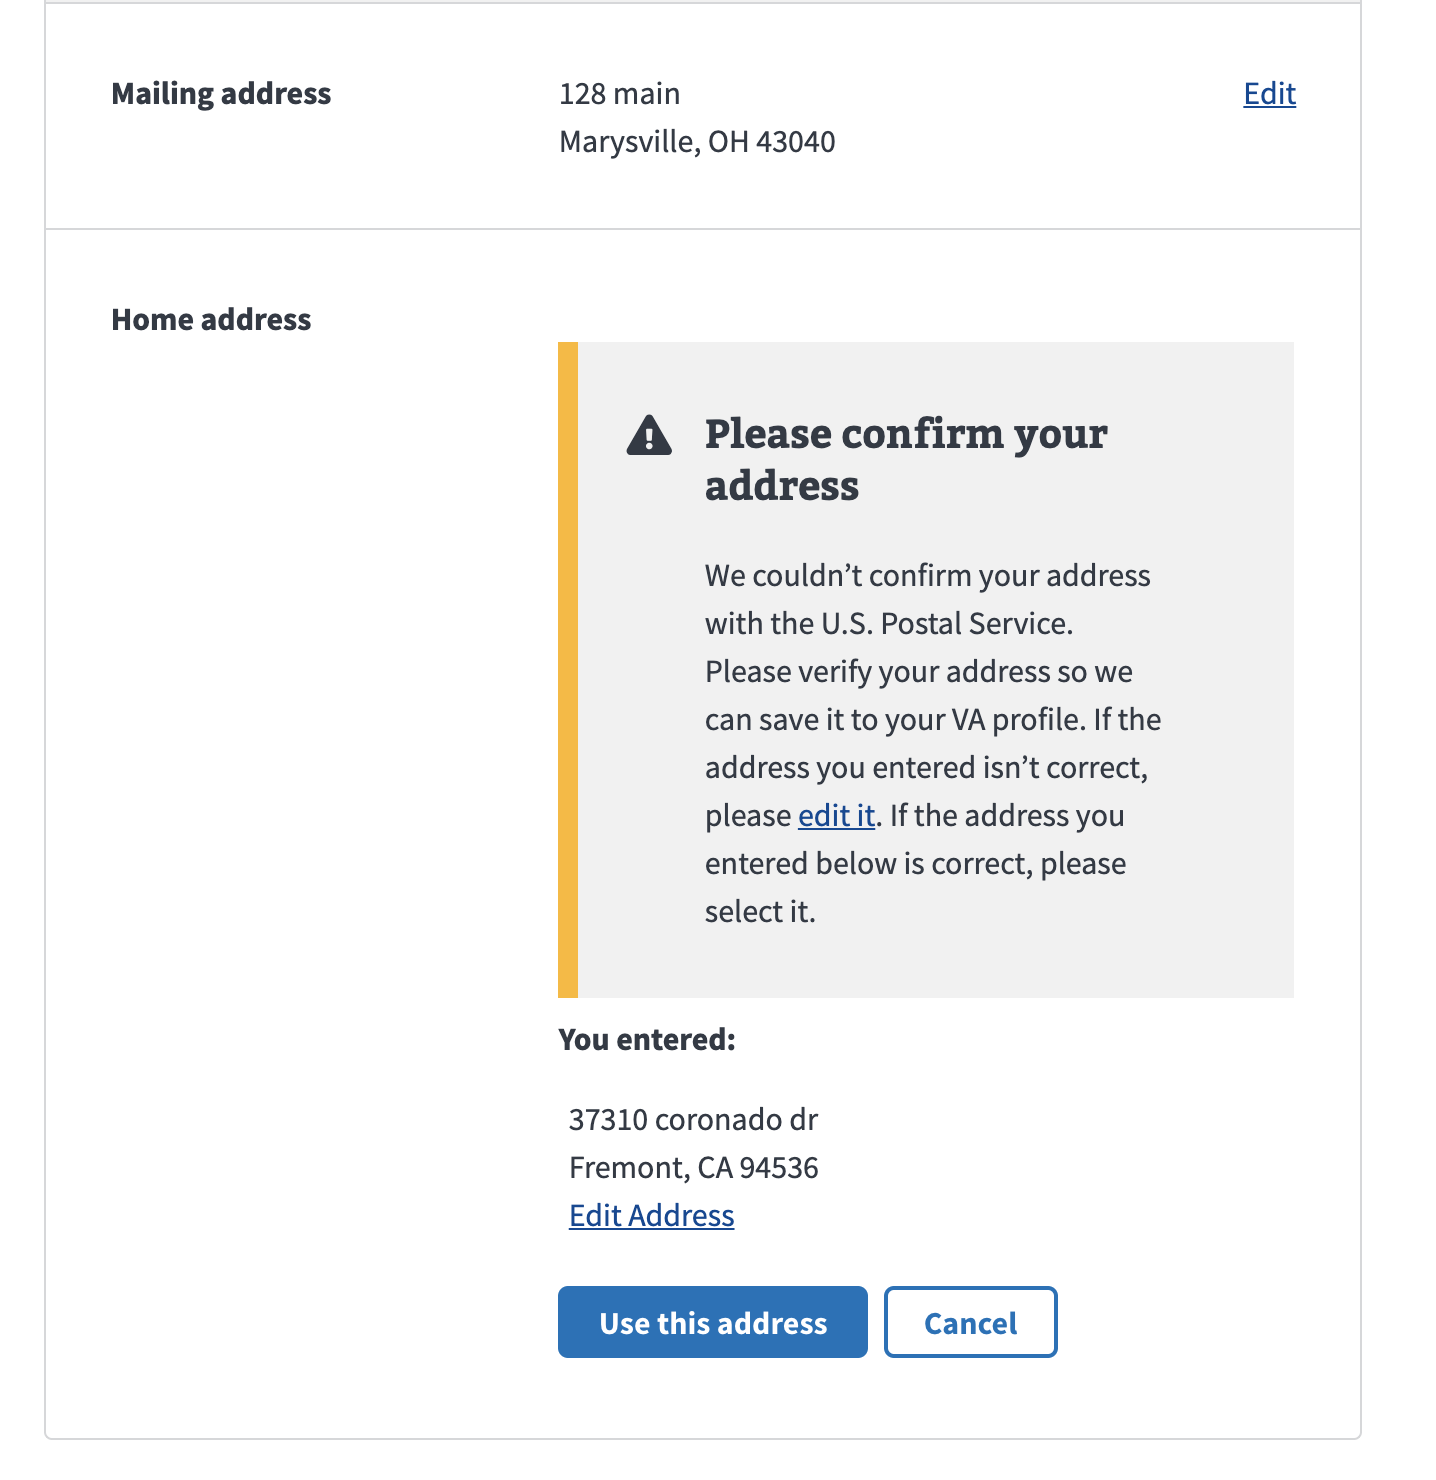 Mailing address
128 main
Marysville, OH 43040
Edit
Home address
Please confirm your
address
We couldn’t confirm your address
with the U.S. Postal Service.
Please verify your address so we
can save it to your VA profile. If the
address you entered isn’t correct,
please edit it. If the address you
entered below is correct, please
select it.
You entered:
37310 coronado dr
Fremont, CA 94536
Edit Address
Use this address
Cancel